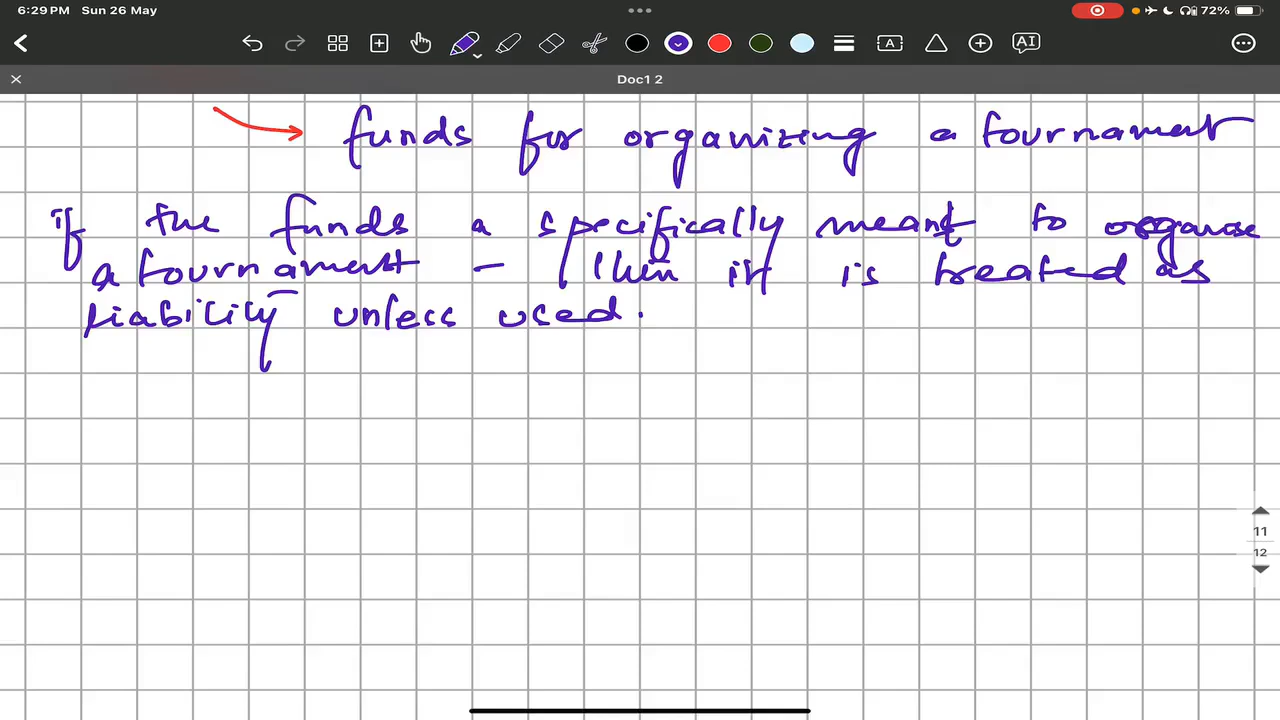 6:29 PM Sun 26 May 72%
A AI
Doc1 2
funds for organizing a tournament
if the funds a specifically meant to organise
a tournament - then it is treated as
liability unless used.
11
12